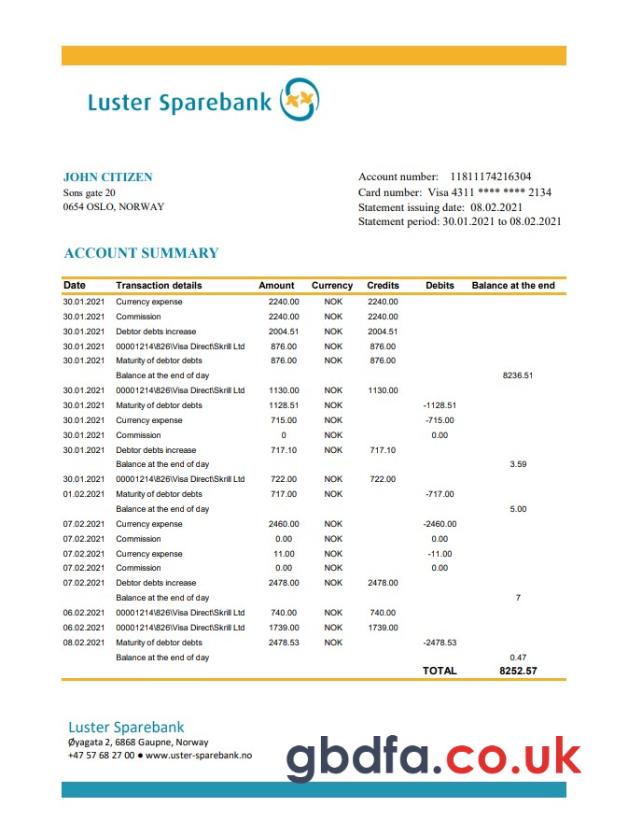 Luster Sparebank
JOHN CITIZEN
Sons gate 20
0654 OSLO, NORWAY
Account number: 11811174216304
Card number: Visa 4311 **** **** 2134
Statement issuing date: 08.02.2021
Statement period: 30.01.2021 to 08.02.2021
ACCOUNT SUMMARY
Date Transaction details Amount Currency Credits Debits Balance at the end
30.01.2021 Currency expense 2240.00 NOK 2240.00
30.01.2021 Commission 2240.00 NOK 2240.00
30.01.2021 Debtor debts increase 2004.51 NOK 2004.51
30.01.2021 00001214\826\Visa Direct\Skrill Ltd 876.00 NOK 876.00
30.01.2021 Maturity of debtor debts 876.00 NOK 876.00
Balance at the end of day 8236.51
30.01.2021 00001214\826\Visa Direct\Skrill Ltd 1130.00 NOK 1130.00
30.01.2021 Maturity of debtor debts 1128.51 NOK -1128.51
30.01.2021 Currency expense 715.00 NOK -715.00
30.01.2021 Commission 0 NOK 0.00
30.01.2021 Debtor debts increase 717.10 NOK 717.10
Balance at the end of day 3.59
30.01.2021 00001214\826\Visa Direct\Skrill Ltd 722.00 NOK 722.00
01.02.2021 Maturity of debtor debts 717.00 NOK -717.00
Balance at the end of day 5.00
07.02.2021 Currency expense 2460.00 NOK -2460.00
07.02.2021 Commission 0.00 NOK 0.00
07.02.2021 Currency expense 11.00 NOK -11.00
07.02.2021 Commission 0.00 NOK 0.00
07.02.2021 Debtor debts increase 2478.00 NOK 2478.00
Balance at the end of day 7
06.02.2021 00001214\826\Visa Direct\Skrill Ltd 740.00 NOK 740.00
06.02.2021 00001214\826\Visa Direct\Skrill Ltd 1739.00 NOK 1739.00
08.02.2021 Maturity of debtor debts 2478.53 NOK -2478.53
Balance at the end of day 0.47
TOTAL 8252.57
Luster Sparebank
Øyagata 2, 6868 Gaupne, Norway
+47 57 68 27 00 ● www.uster-sparebank.no
gbdfa.co.uk